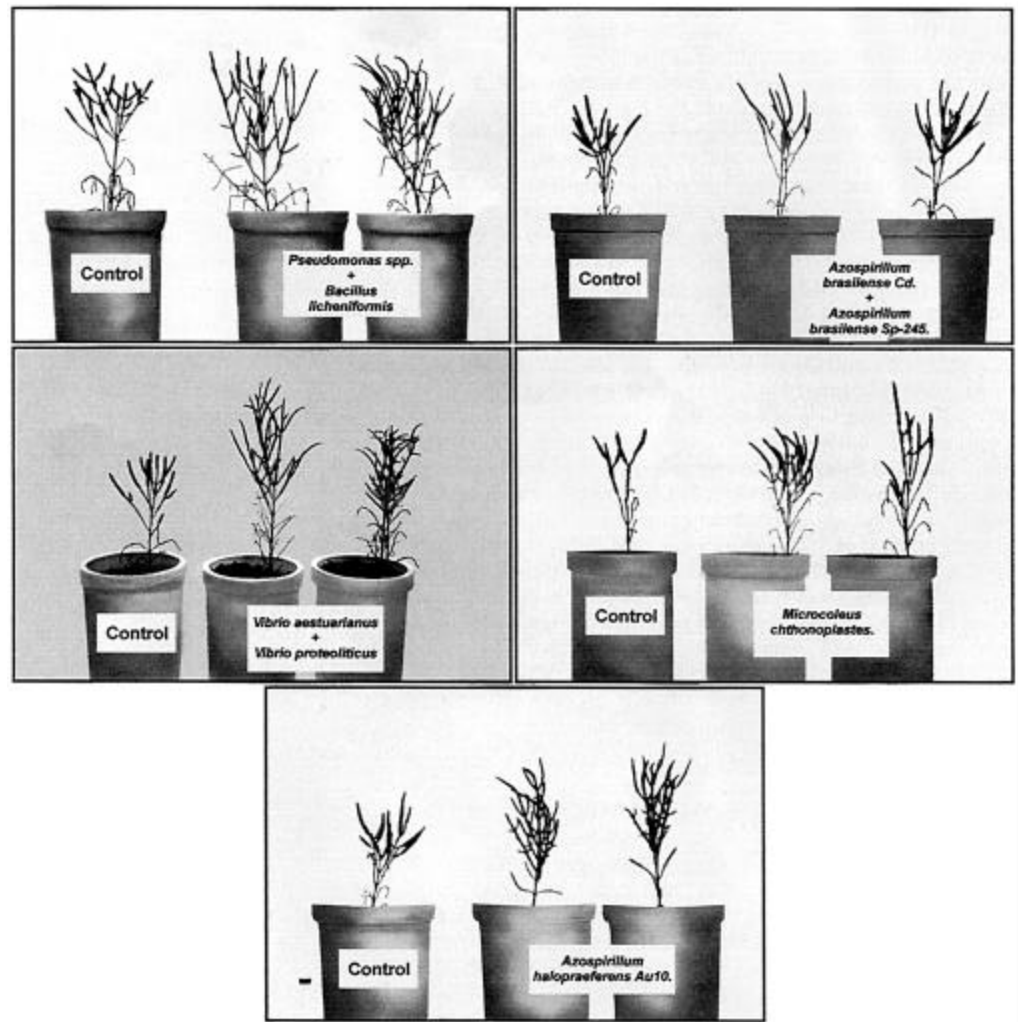 Control
Pseudomonas spp.
+
Bacillus
licheniformis
Control
Azospirillum
brasilense Cd.
+
Azospirillum
brasilense Sp-245.
Control
Vibrio aestuarianus
+
Vibrio proteoliticus
Control
Microcoleus
chthonoplastes.
Control
Azospirillum
halopraeferens Au10.